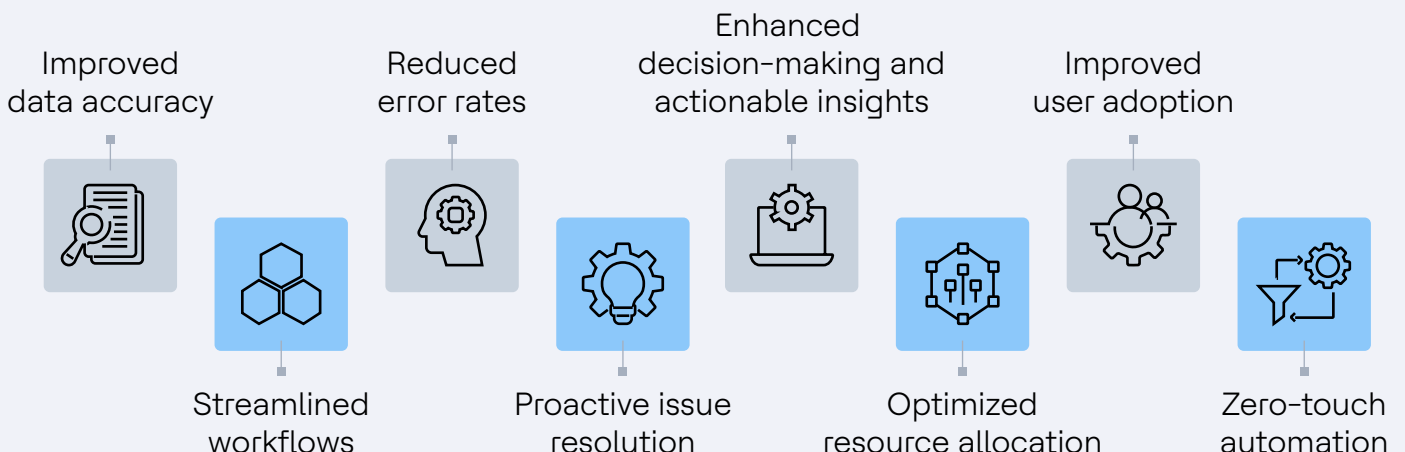 Improved
data accuracy
Streamlined
workflows
Reduced
error rates
Proactive issue
resolution
Enhanced
decision-making and
actionable insights
Optimized
resource allocation
Improved
user adoption
Zero-touch
automation